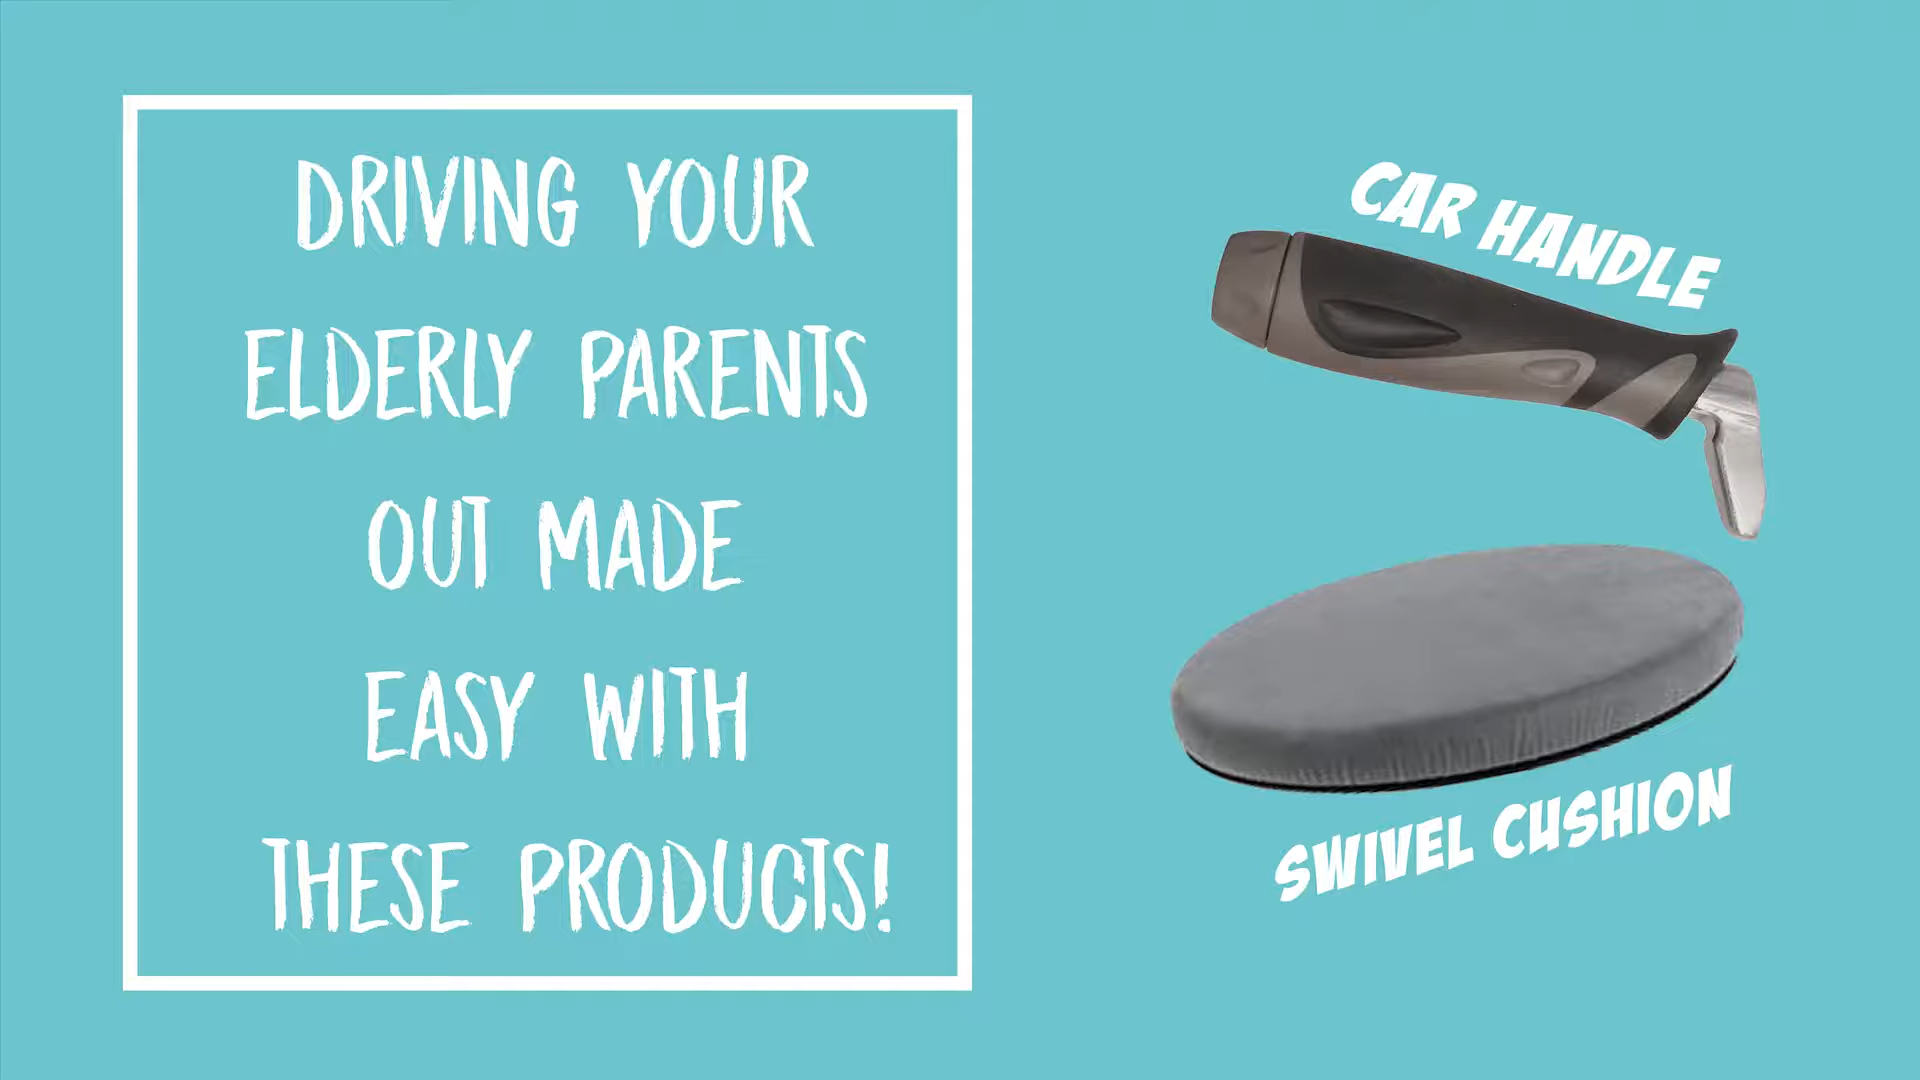 DRIVING YOUR
ELDERLY PARENTS
OUT MADE
EASY WITH
THESE PRODUCTS!
CAR HANDLE
SWIVEL CUSHION